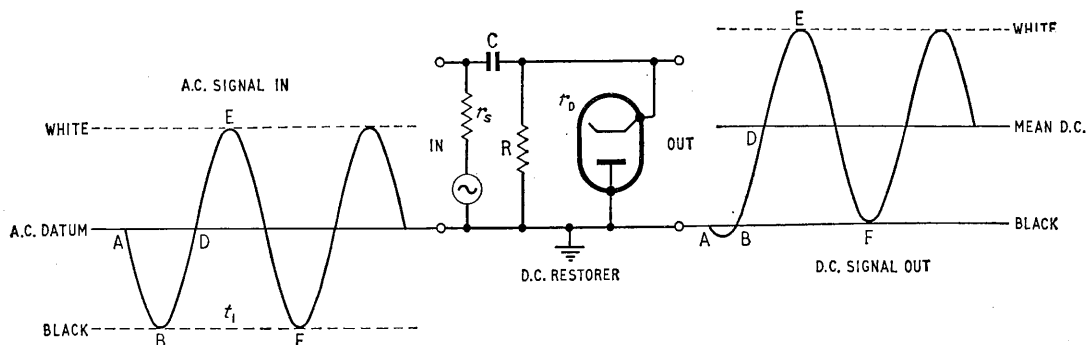 A.C. SIGNAL IN
WHITE
E
A.C. DATUM
A
D
BLACK
B
t₁
F
C
rS
IN
R
rD
OUT
D.C. RESTORER
E
WHITE
D
MEAN D.C.
A
B
F
BLACK
D.C. SIGNAL OUT